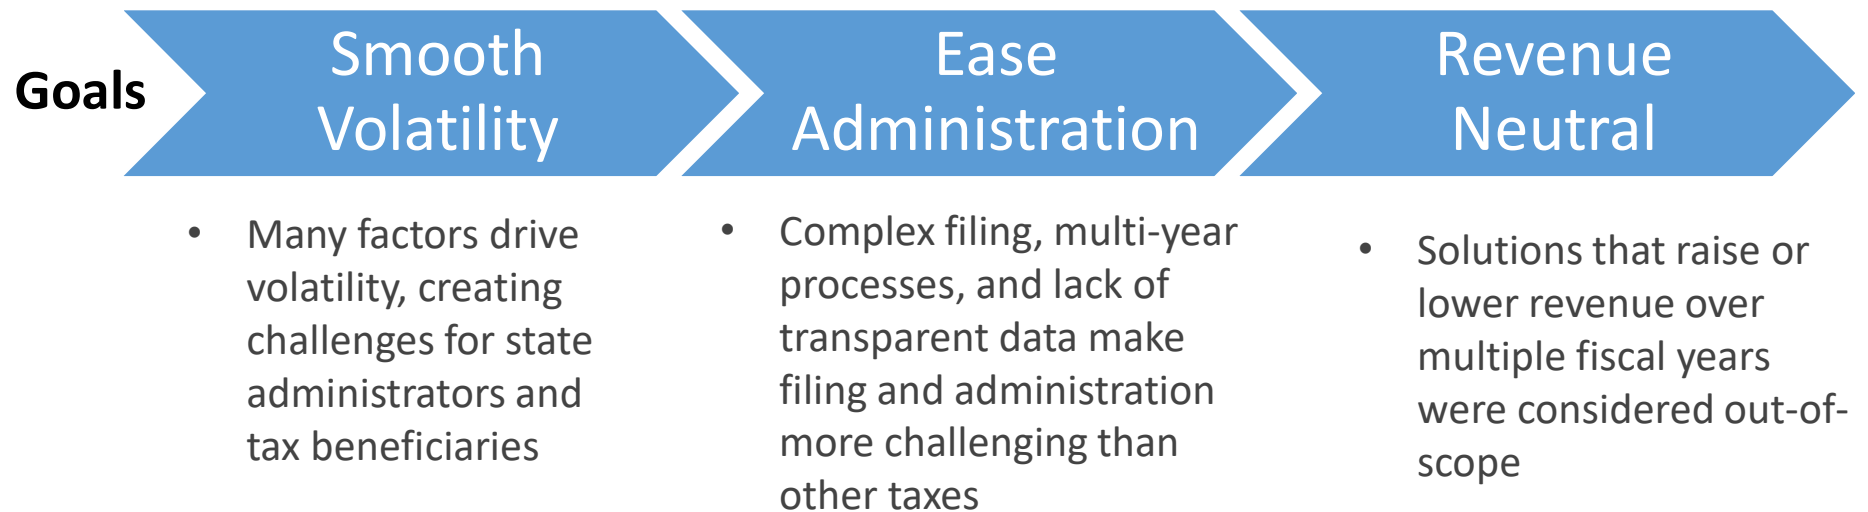 Goals
Smooth
Volatility
Ease
Administration
Revenue
Neutral
• Many factors drive
volatility, creating
challenges for state
administrators and
tax beneficiaries
• Complex filing, multi-year
processes, and lack of
transparent data make
filing and administration
more challenging than
other taxes
• Solutions that raise or
lower revenue over
multiple fiscal years
were considered out-of-
scope